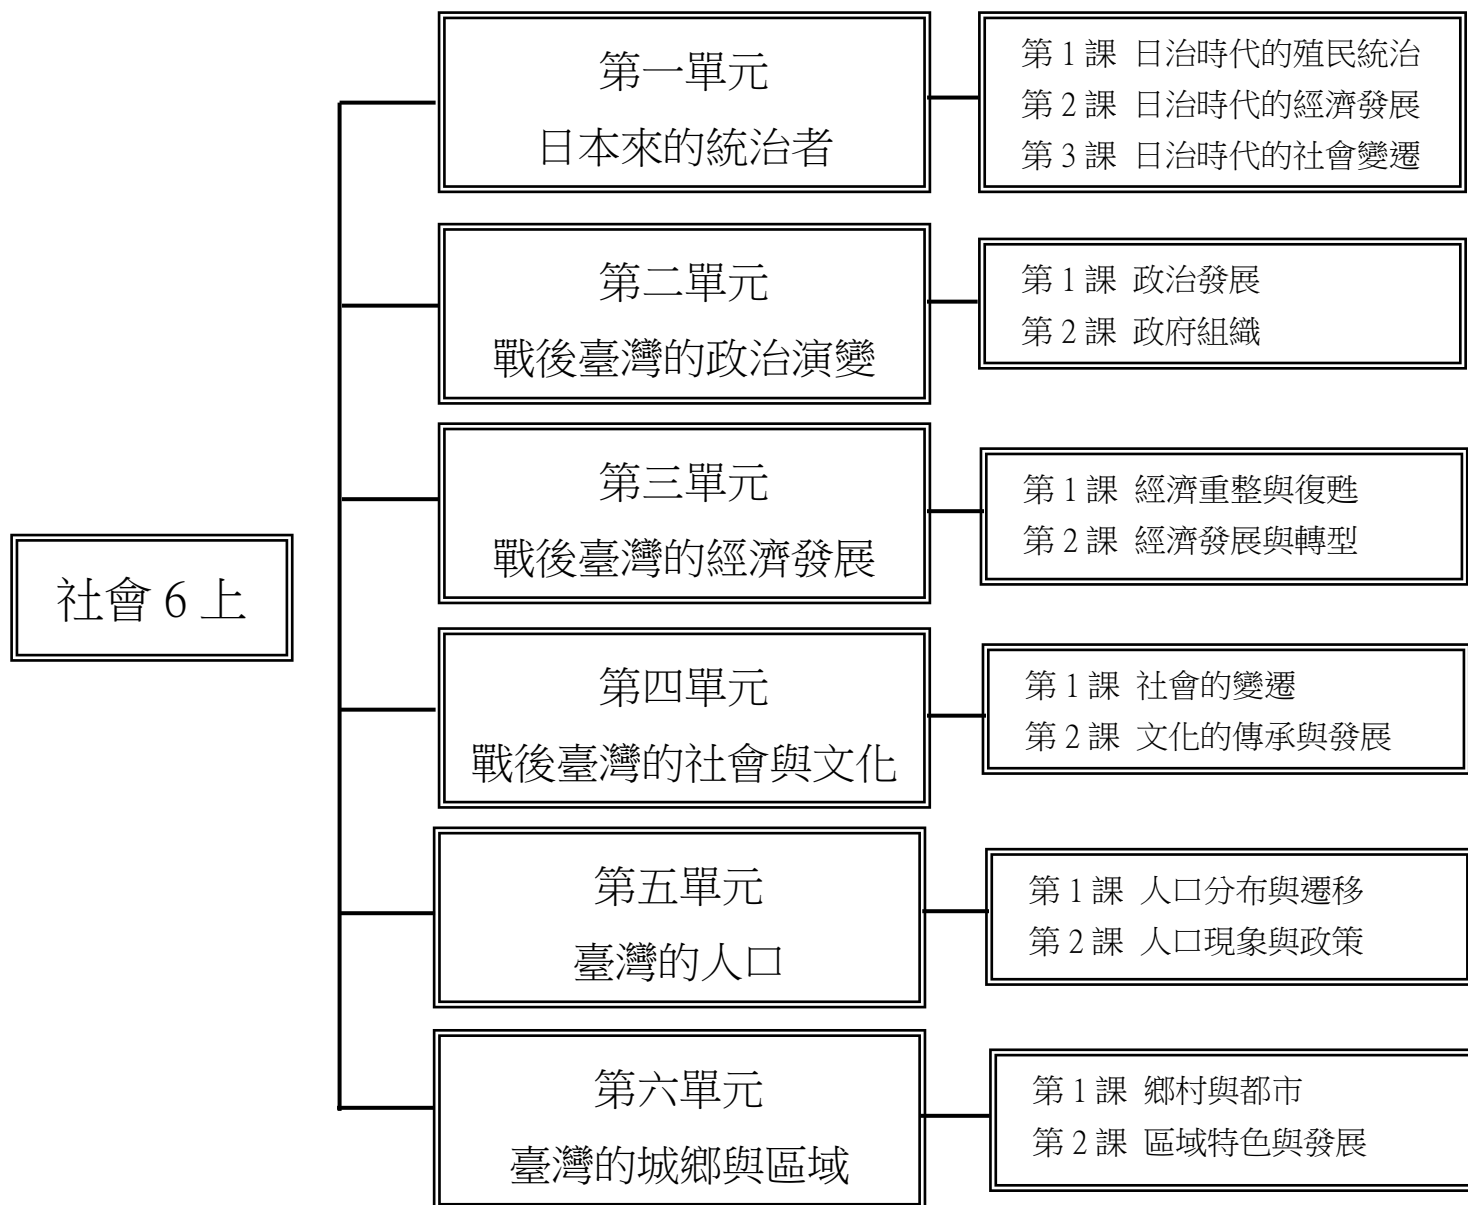 社會 6 上
第一單元
日本來的統治者
第 1 課 日治時代的殖民統治
第 2 課 日治時代的經濟發展
第 3 課 日治時代的社會變遷
第二單元
戰後臺灣的政治演變
第 1 課 政治發展
第 2 課 政府組織
第三單元
戰後臺灣的經濟發展
第 1 課 經濟重整與復甦
第 2 課 經濟發展與轉型
第四單元
戰後臺灣的社會與文化
第 1 課 社會的變遷
第 2 課 文化的傳承與發展
第五單元
臺灣的人口
第 1 課 人口分布與遷移
第 2 課 人口現象與政策
第六單元
臺灣的城鄉與區域
第 1 課 鄉村與都市
第 2 課 區域特色與發展